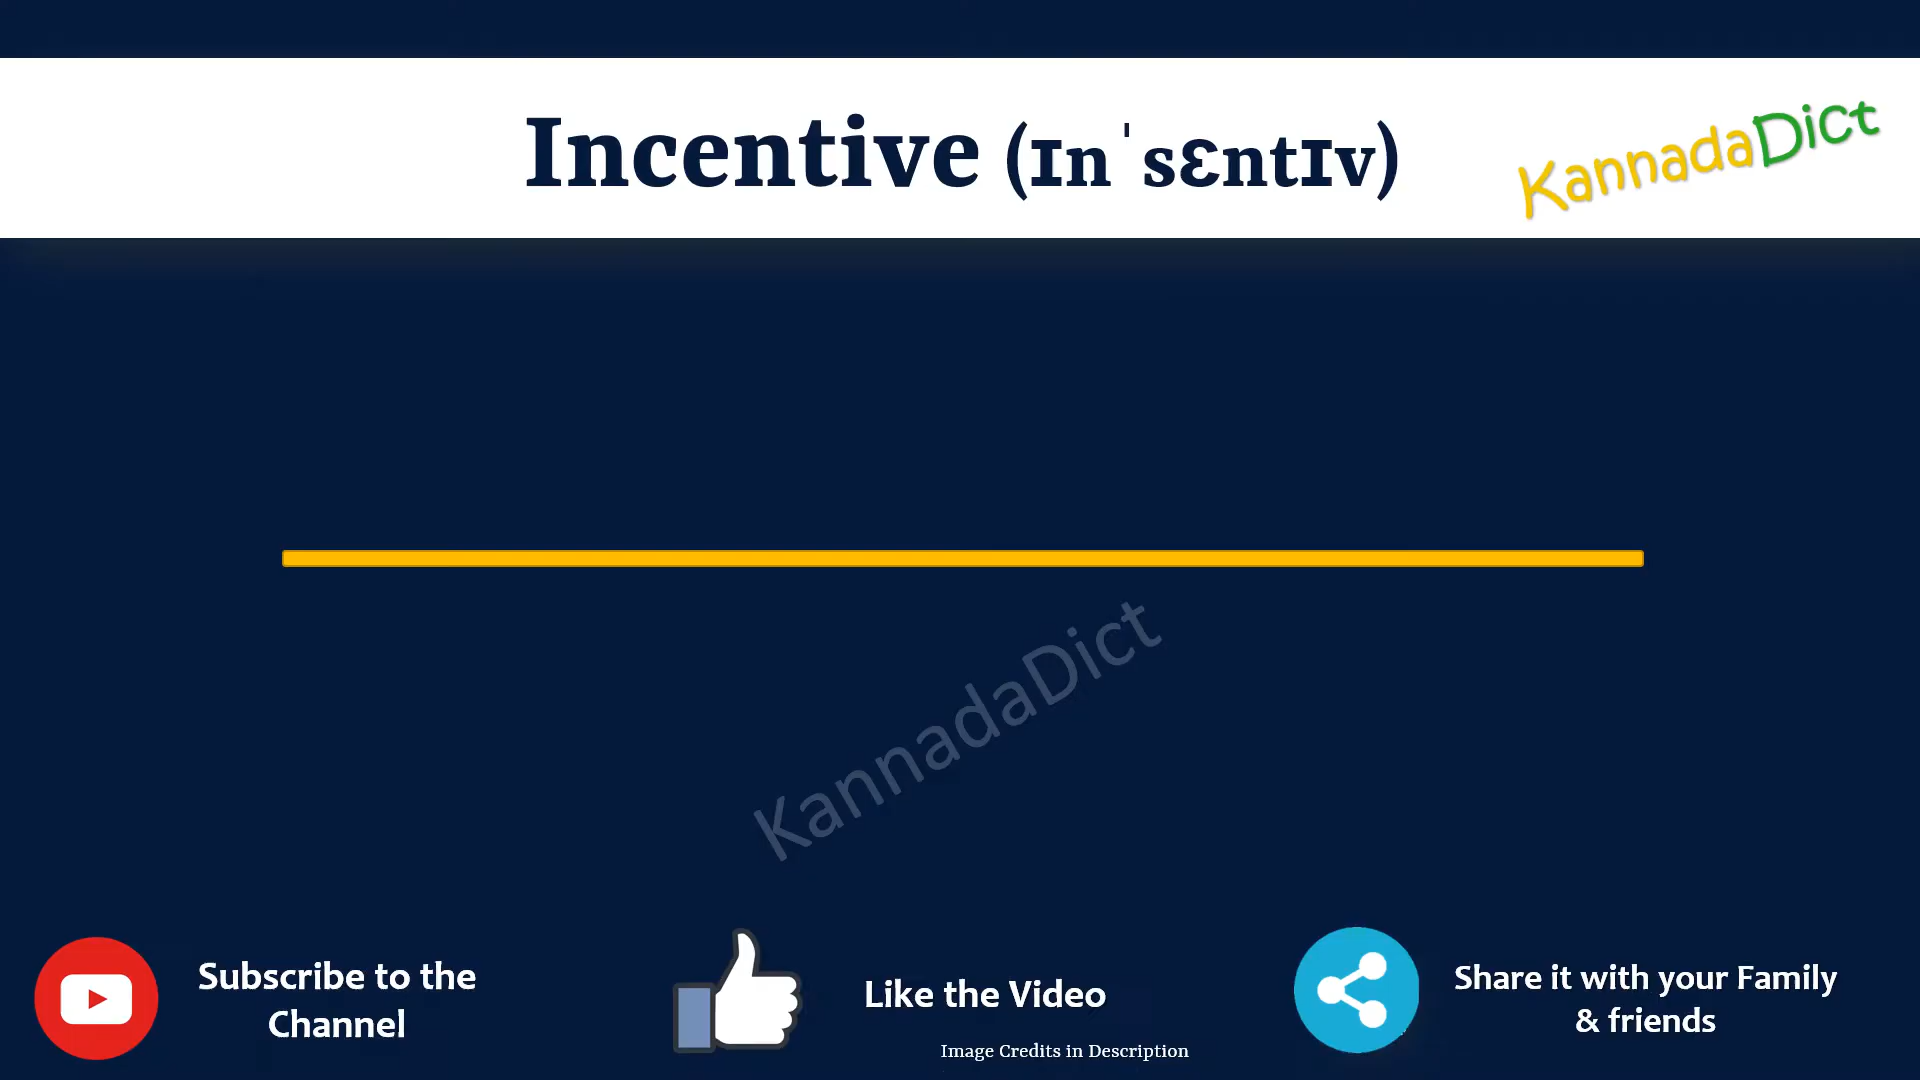 Incentive (ɪnˈsɛntɪv)
KannadaDict
KannadaDict
Subscribe to the
Channel
Like the Video
Share it with your Family
& friends
Image Credits in Description